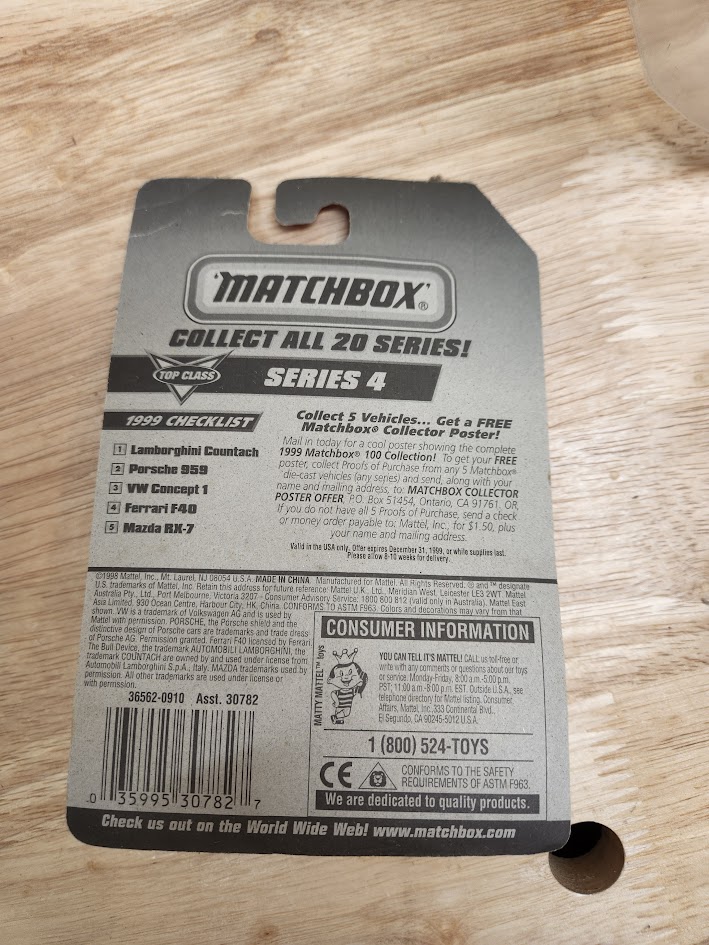 MATCHBOX®
COLLECT ALL 20 SERIES!
TOP CLASS
SERIES 4
1999 CHECKLIST
1 Lamborghini Countach
2 Porsche 959
3 VW Concept 1
4 Ferrari F40
5 Mazda RX-7
Collect 5 Vehicles... Get a FREE
Matchbox® Collector Poster!
Mail in today for a cool poster showing the complete
1999 Matchbox® 100 Collection! To get your FREE
poster, collect Proofs of Purchase from any 5 Matchbox®
die-cast vehicles (any series) and send, along with your
name and mailing address, to: MATCHBOX COLLECTOR
POSTER OFFER, P.O. Box 51454, Ontario, CA 91761. OR,
If you do not have all 5 Proofs of Purchase, send a check
or money order payable to: Mattel, Inc., for $1.50, plus
your name and mailing address.
Valid in the USA only. Offer expires December 31, 1999, or while supplies last.
Please allow 8-10 weeks for delivery.
©1998 Mattel, Inc., Mt. Laurel, NJ 08054 U.S.A. MADE IN CHINA. Manufactured for Mattel. All Rights Reserved. ® and ™ designate
U.S. trademarks of Mattel, Inc. Retain this address for future reference: Mattel U.K. Ltd., Meridian West, Leicester LE3 2WT. Mattel
Australia Pty., Ltd., Port Melbourne, Victoria 3207 - Consumer Advisory Service: 1800 800 812 (valid only in Australia). Mattel East
Asia Limited, 930 Ocean Centre, Harbour City, HK, China. CONFORMS TO ASTM F963. Colors and decorations may vary from that
shown. VW is a trademark of Volkswagen AG and is used by
Mattel with permission. PORSCHE, the Porsche shield and the
distinctive design of Porsche cars are trademarks and trade dress
of Porsche AG. Permission granted. Ferrari F40 licensed by Ferrari
The Bull Device, the trademark AUTOMOBILI LAMBORGHINI, the
trademark COUNTACH are owned by and used under license from
Automobili Lamborghini S.p.A., Italy. MAZDA trademarks used by
permission. All other trademarks are used under license or
with permission.
36562-0910 Asst. 30782
0 35995 30782 7
CONSUMER INFORMATION
MATTY MATTEL™ toys
YOU CAN TELL IT'S MATTEL! CALL us toll-free or
write with any comments or questions about our toys
or service. Monday-Friday, 8:00 a.m.-5:00 p.m.
PST; 11:00 a.m.-8:00 p.m. EST. Outside U.S.A., see
telephone directory for Mattel listing. Consumer
Affairs, Mattel, Inc. 333 Continental Blvd.,
El Segundo, CA 90245-5012 U.S.A.
1 (800) 524-TOYS
CE
CONFORMS TO THE SAFETY
REQUIREMENTS OF ASTM F963.
We are dedicated to quality products.
Check us out on the World Wide Web! www.matchbox.com